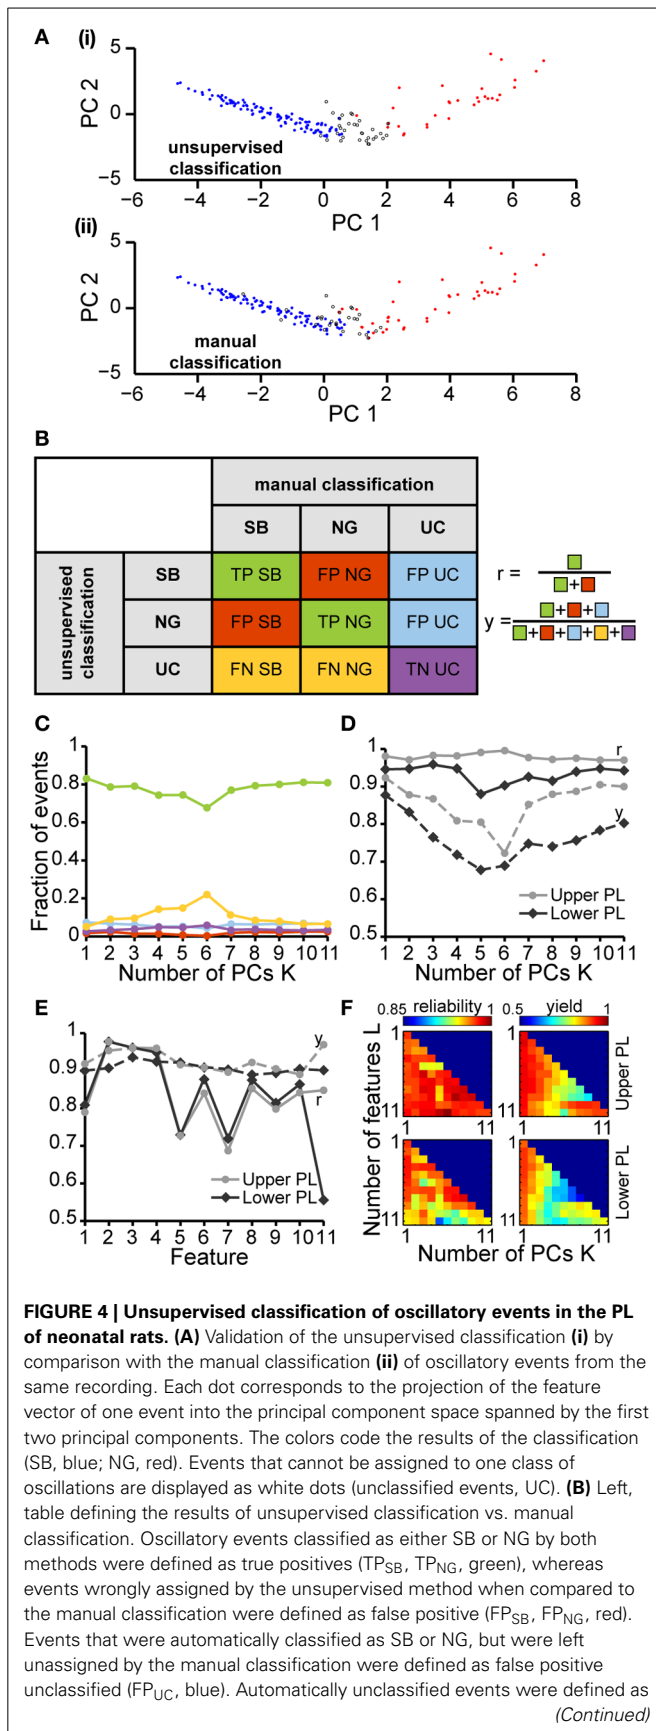 A (i)
5
0
−5
PC 2
unsupervised
classification
−6 −4 −2 0 2 4 6 8
PC 1
(ii)
5
0
−5
PC 2
manual
classification
−6 −4 −2 0 2 4 6 8
PC 1
B
manual classification
SB NG UC
unsupervised
classification
SB TP SB FP NG FP UC
NG FP SB TP NG FP UC
UC FN SB FN NG TN UC
r = +
y = + + + + + +
C
1
0.8
0.6
0.4
0.2
0
Fraction of events
1 2 3 4 5 6 7 8 9 10 11
Number of PCs K
D
1
0.9
0.8
0.7
0.6
0.5
r
y
Upper PL
Lower PL
1 2 3 4 5 6 7 8 9 10 11
Number of PCs K
E
1
0.9
0.8
0.7
0.6
0.5
y
r
Upper PL
Lower PL
1 2 3 4 5 6 7 8 9 10 11
Feature
F
0.85 reliability 1 0.5 yield 1
Number of features L
1
11
1 11
Upper PL
1
11
1 11
Lower PL
Number of PCs K
FIGURE 4 | Unsupervised classification of oscillatory events in the PL
of neonatal rats. (A) Validation of the unsupervised classification (i) by
comparison with the manual classification (ii) of oscillatory events from the
same recording. Each dot corresponds to the projection of the feature
vector of one event into the principal component space spanned by the first
two principal components. The colors code the results of the classification
(SB, blue; NG, red). Events that cannot be assigned to one class of
oscillations are displayed as white dots (unclassified events, UC). (B) Left,
table defining the results of unsupervised classification vs. manual
classification. Oscillatory events classified as either SB or NG by both
methods were defined as true positives (TPSB, TPNG, green), whereas
events wrongly assigned by the unsupervised method when compared to
the manual classification were defined as false positive (FPSB, FPNG, red).
Events that were automatically classified as SB or NG, but were left
unassigned by the manual classification were defined as false positive
unclassified (FPUC, blue). Automatically unclassified events were defined as
(Continued)